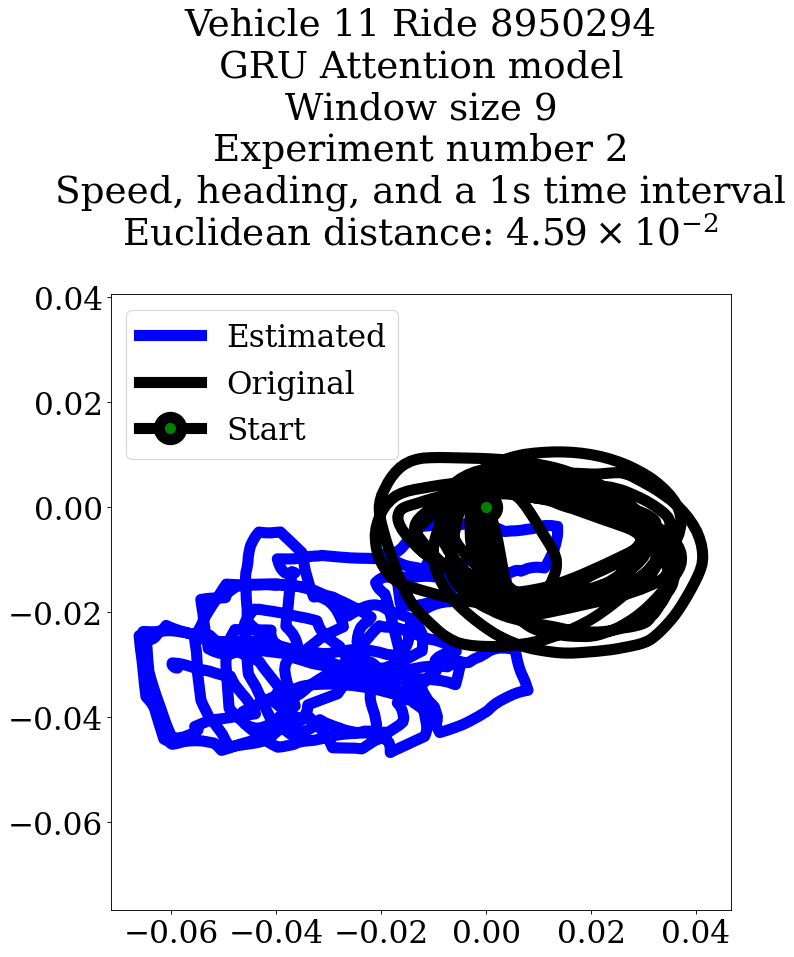 Vehicle 11 Ride 8950294
GRU Attention model
Window size 9
Experiment number 2
Speed, heading, and a 1s time interval
Euclidean distance: 4.59 × 10⁻²
0.04
Estimated
Original
Start
0.02
0.00
−0.02
−0.04
−0.06
−0.06 −0.04 −0.02 0.00 0.02 0.04